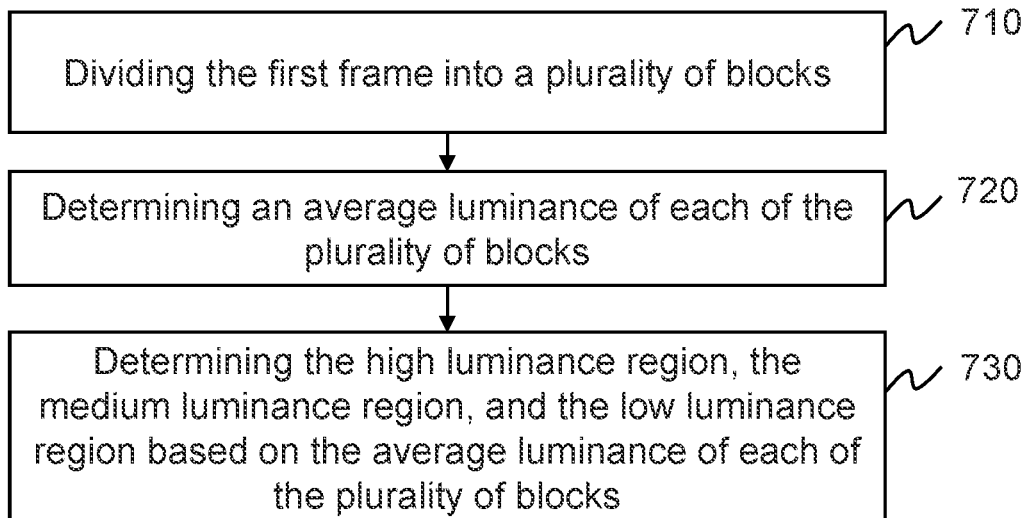 710
Dividing the first frame into a plurality of blocks
720
Determining an average luminance of each of the
plurality of blocks
730
Determining the high luminance region, the
medium luminance region, and the low luminance
region based on the average luminance of each of
the plurality of blocks